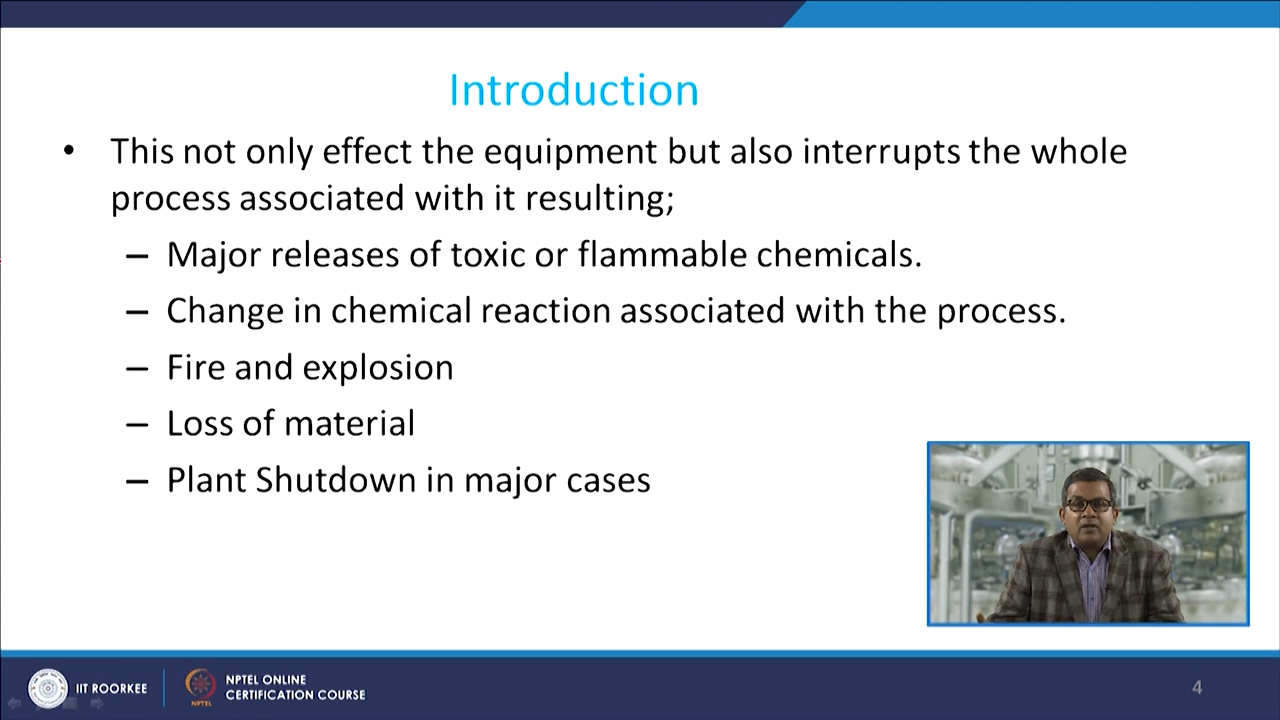 Introduction
• This not only effect the equipment but also interrupts the whole
process associated with it resulting;
– Major releases of toxic or flammable chemicals.
– Change in chemical reaction associated with the process.
– Fire and explosion
– Loss of material
– Plant Shutdown in major cases
IIT ROORKEE
NPTEL
NPTEL ONLINE
CERTIFICATION COURSE
4